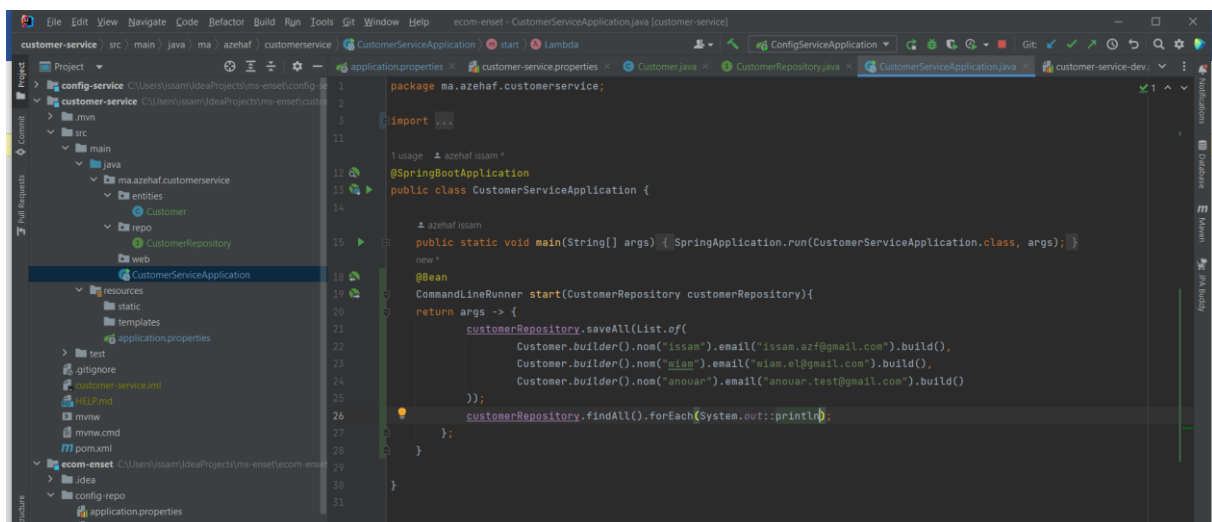 File Edit View Navigate Code Refactor Build Run Tools Git Window Help ecom-enset - CustomerServiceApplication.java [customer-service]
customer-service src main java ma azehaf customerservice CustomerServiceApplication start Lambda ConfigServiceApplication Git:
Project application.properties customer-service.properties Customer.java CustomerRepository.java CustomerServiceApplication.java customer-service-dev.
config-service C:\Users\issam\IdeaProjects\ms-enset\config-se
customer-service C:\Users\issam\IdeaProjects\ms-enset\custor
.mvn
src
main
java
ma.azehaf.customerservice
entities
Customer
repo
CustomerRepository
web
CustomerServiceApplication
resources
static
templates
application.properties
test
.gitignore
customer-service.iml
HELP.md
mvnw
mvnw.cmd
pom.xml
ecom-enset C:\Users\issam\IdeaProjects\ms-enset\ecom-enset
.idea
config-repo
application.properties
1 package ma.azehaf.customerservice;
2
3 import ...
11
1 usage azehaf issam *
12 @SpringBootApplication
13 public class CustomerServiceApplication {
14
azehaf issam
15 public static void main(String[] args) { SpringApplication.run(CustomerServiceApplication.class, args); }
new *
18 @Bean
19 CommandLineRunner start(CustomerRepository customerRepository){
20 return args -> {
21 customerRepository.saveAll(List.of(
22 Customer.builder().nom("issam").email("issam.azf@gmail.com").build(),
23 Customer.builder().nom("wiam").email("wiam.el@gmail.com").build(),
24 Customer.builder().nom("anouar").email("anouar.test@gmail.com").build()
25 ));
26 customerRepository.findAll().forEach(System.out::println);
27 };
28 }
29
30 }
31
1
Project
Commit
Pull Requests
Structure
Notifications
Database
Maven
JPA Buddy